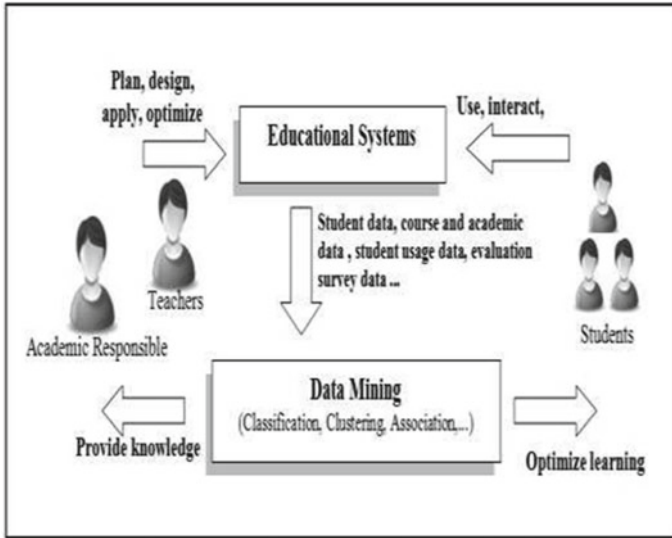 Plan, design,
apply, optimize
Educational Systems
Use, interact,
Student data, course and academic
data , student usage data, evaluation
survey data ...
Teachers
Academic Responsible
Students
Data Mining
(Classification, Clustering, Association,...)
Provide knowledge
Optimize learning